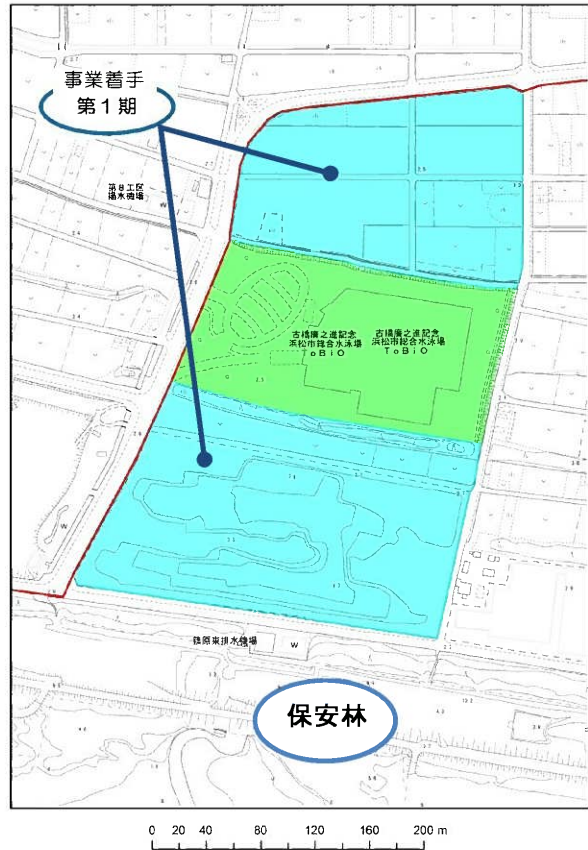 事業着手
第1期
第8工区
揚水機場
W
古橋廣之進記念
浜松市総合水泳場
ToBiO
古橋廣之進記念
浜松市総合水泳場
ToBiO
W
篠原東排水機場
W
保安林
0 20 40 80 120 160 200 m